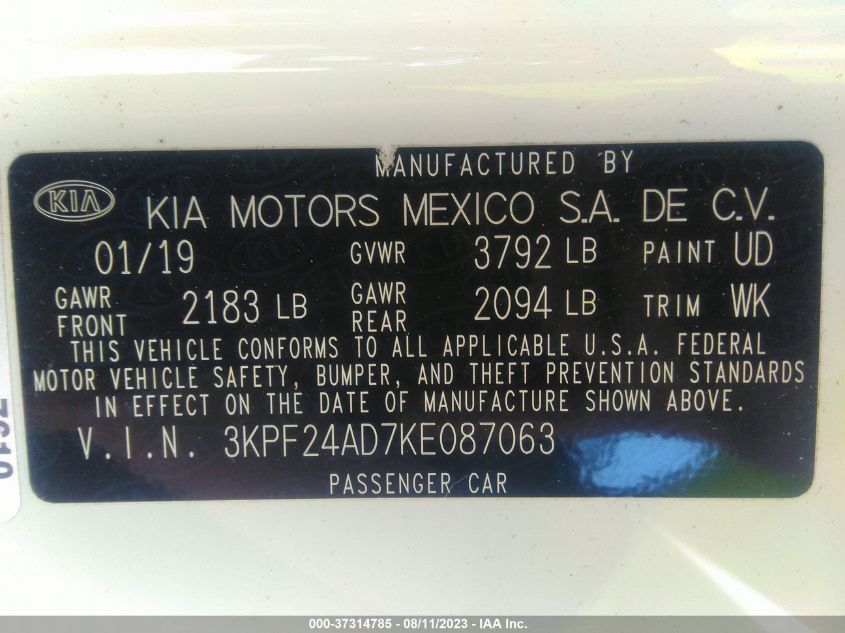 MANUFACTURED BY
KIA
KIA MOTORS MEXICO S.A. DE C.V.
01/19 GVWR 3792 LB PAINT UD
GAWR FRONT 2183 LB GAWR REAR 2094 LB TRIM WK
THIS VEHICLE CONFORMS TO ALL APPLICABLE U.S.A. FEDERAL
MOTOR VEHICLE SAFETY, BUMPER, AND THEFT PREVENTION STANDARDS
IN EFFECT ON THE DATE OF MANUFACTURE SHOWN ABOVE.
V.I.N. 3KPF24AD7KE087063
PASSENGER CAR
000-37314785 - 08/11/2023 - IAA Inc.